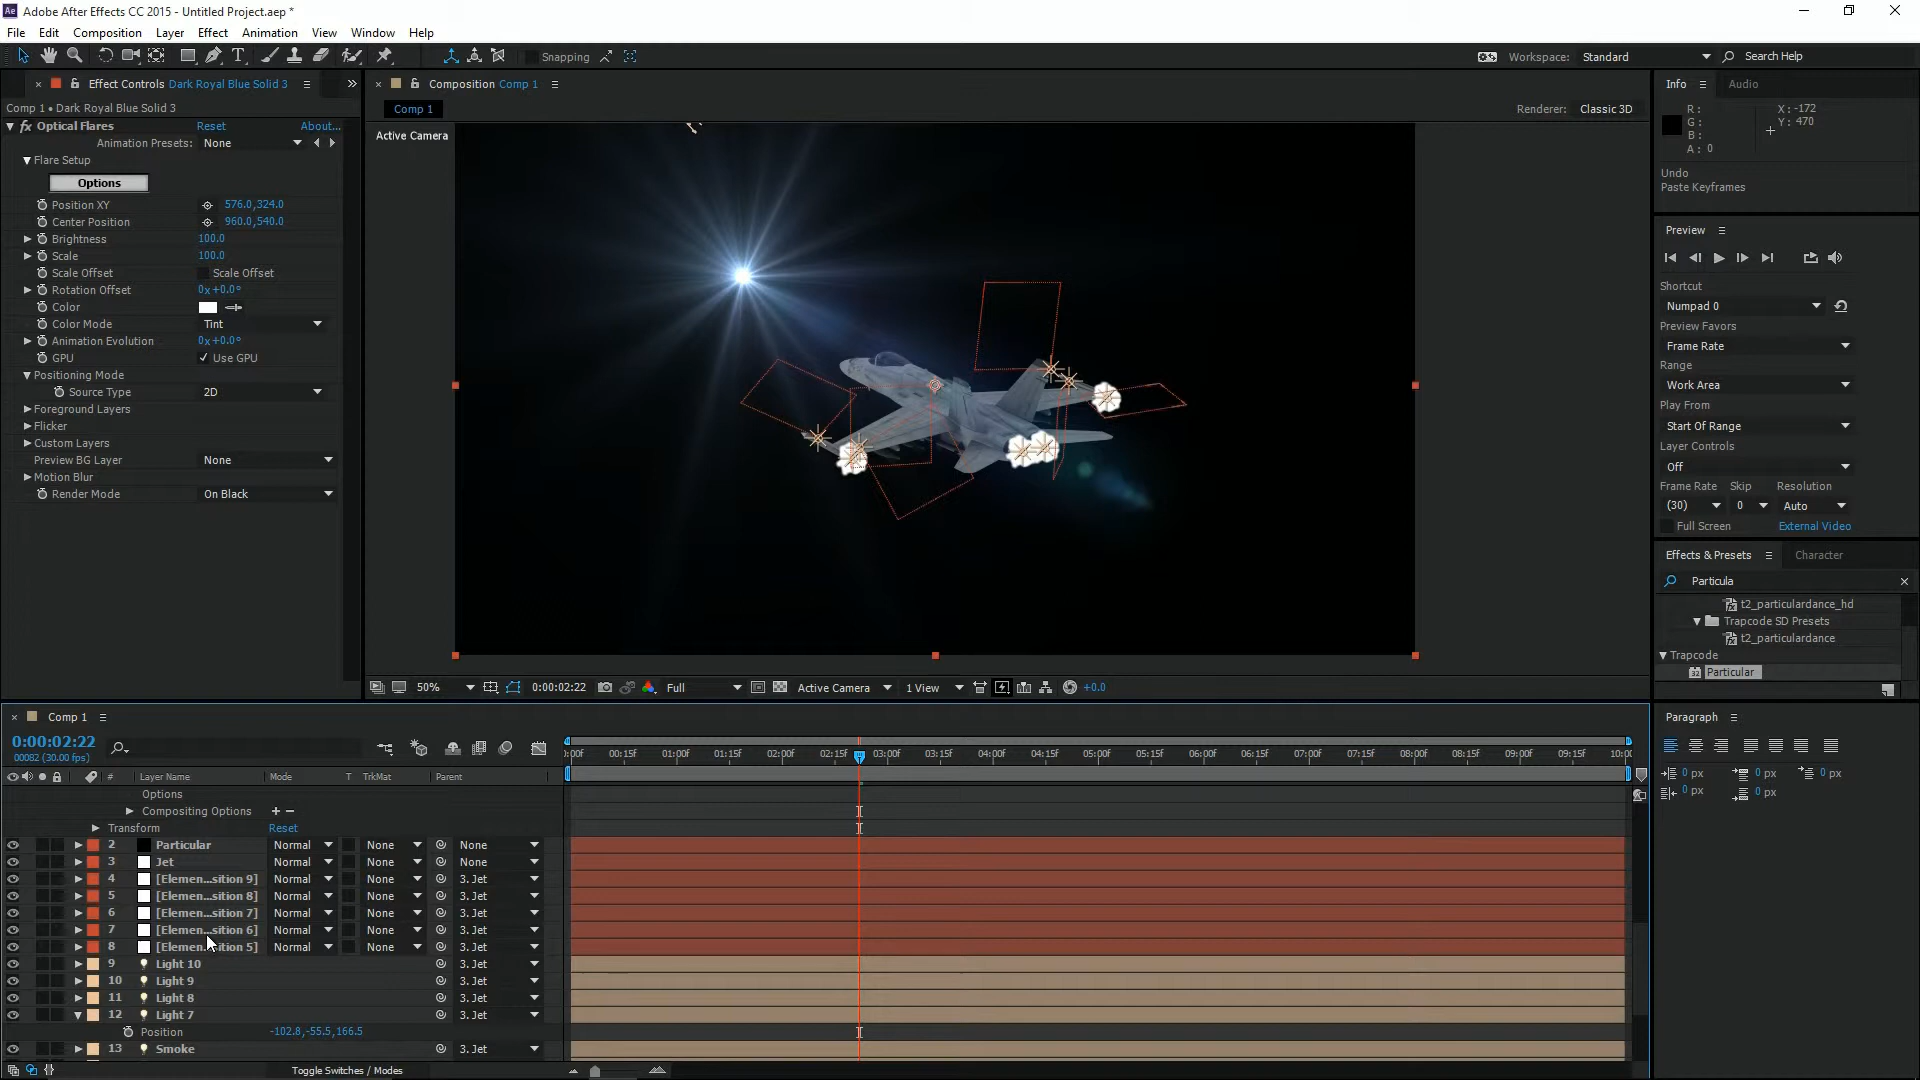 Ae Adobe After Effects CC 2015 - Untitled Project.aep *
File Edit Composition Layer Effect Animation View Window Help
T Snapping Workspace: Standard Search Help
× Effect Controls Dark Royal Blue Solid 3 »
Comp 1 • Dark Royal Blue Solid 3
fx Optical Flares Reset About...
Animation Presets: None
Flare Setup
Options
Position XY 576.0,324.0
Center Position 960.0,540.0
Brightness 100.0
Scale 100.0
Scale Offset Scale Offset
Rotation Offset 0x+0.0°
Color
Color Mode Tint
Animation Evolution 0x+0.0°
GPU ✓ Use GPU
Positioning Mode
Source Type 2D
Foreground Layers
Flicker
Custom Layers
Preview BG Layer None
Motion Blur
Render Mode On Black
× Composition Comp 1
Comp 1 Renderer: Classic 3D
Active Camera
50% 0:00:02:22 Full Active Camera 1 View +0.0
Info Audio
R : X : -172
G : Y : 470
B :
A : 0
Undo
Paste Keyframes
Preview
Shortcut
Numpad 0
Preview Favors
Frame Rate
Range
Work Area
Play From
Start Of Range
Layer Controls
Off
Frame Rate Skip Resolution
(30) 0 Auto
Full Screen External Video
Effects & Presets Character
Particula ×
t2_particulardance_hd
Trapcode SD Presets
t2_particulardance
Trapcode
32 Particular
Paragraph
0 px 0 px 0 px
0 px 0 px
× Comp 1
0:00:02:22
00082 (30.00 fps)
:00f 00:15f 01:00f 01:15f 02:00f 02:15f 03:00f 03:15f 04:00f 04:15f 05:00f 05:15f 06:00f 06:15f 07:00f 07:15f 08:00f 08:15f 09:00f 09:15f 10:0
# Layer Name Mode T TrkMat Parent
Options
Compositing Options + −
Transform Reset
2 Particular Normal None None
3 Jet Normal None None
4 [Elemen...sition 9] Normal None 3. Jet
5 [Elemen...sition 8] Normal None 3. Jet
6 [Elemen...sition 7] Normal None 3. Jet
7 [Elemen...sition 6] Normal None 3. Jet
8 [Elemen...sition 5] Normal None 3. Jet
9 Light 10 3. Jet
10 Light 9 3. Jet
11 Light 8 3. Jet
12 Light 7 3. Jet
Position -102.8,-55.5,166.5
13 Smoke 3. Jet
Toggle Switches / Modes